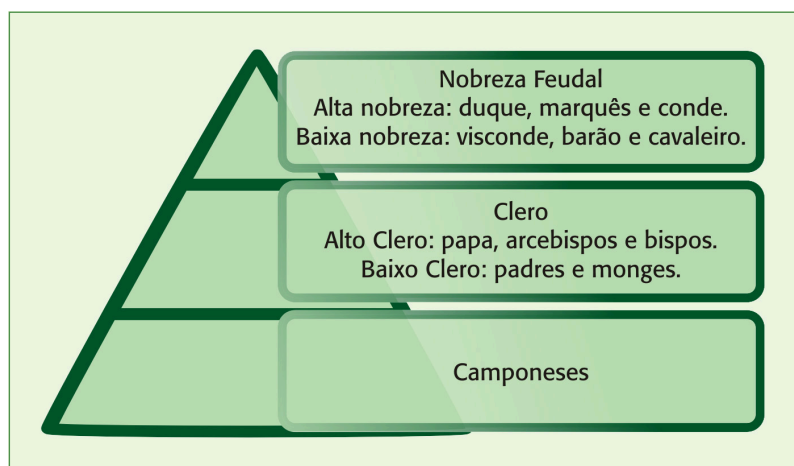 Nobreza Feudal
Alta nobreza: duque, marquês e conde.
Baixa nobreza: visconde, barão e cavaleiro.
Clero
Alto Clero: papa, arcebispos e bispos.
Baixo Clero: padres e monges.
Camponeses